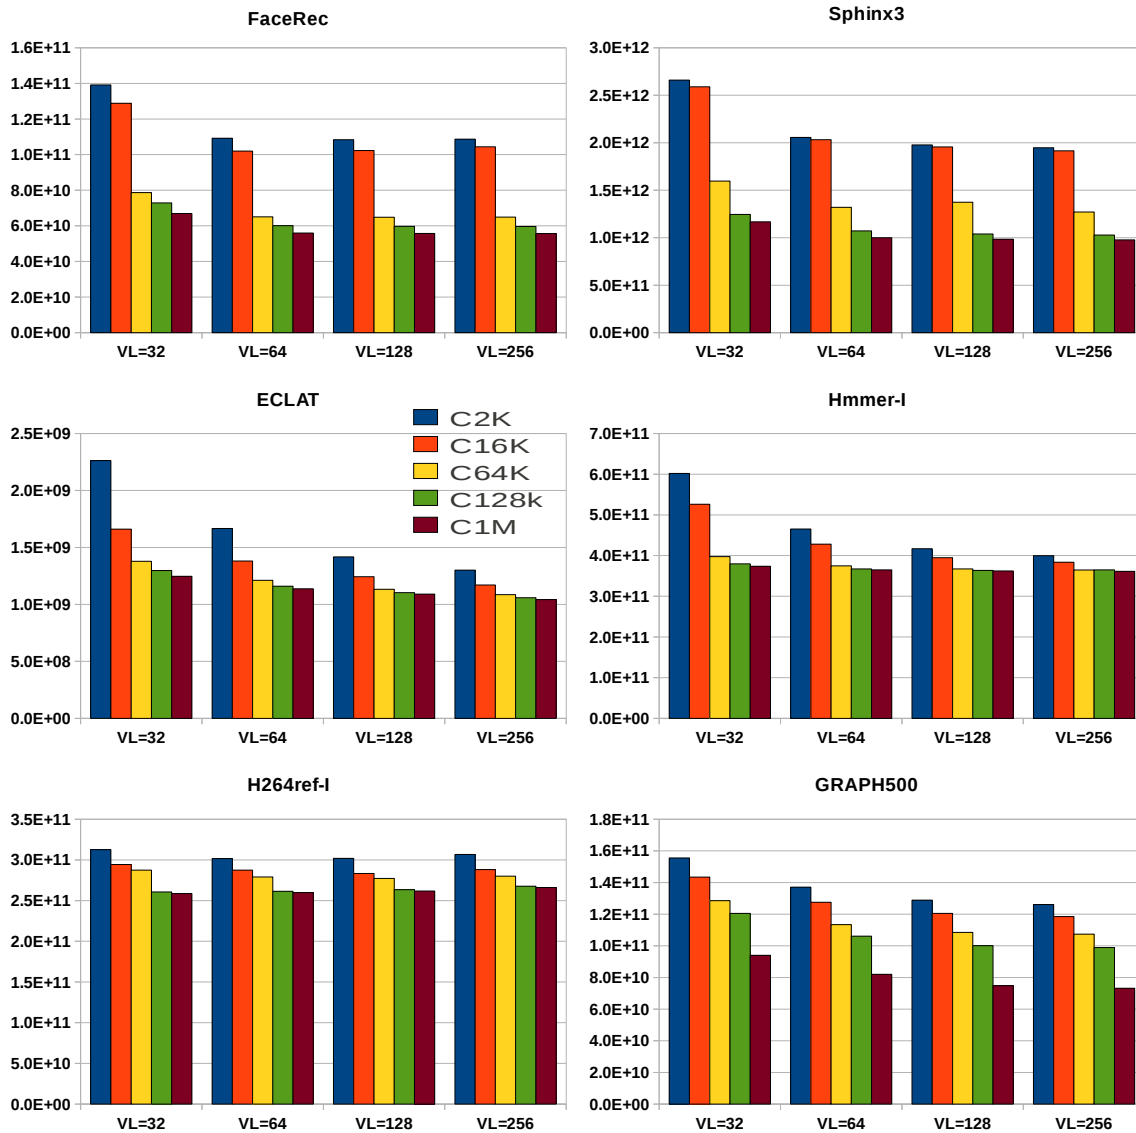 FaceRec
1.6E+11
1.4E+11
1.2E+11
1.0E+11
8.0E+10
6.0E+10
4.0E+10
2.0E+10
0.0E+00
VL=32 VL=64 VL=128 VL=256
Sphinx3
3.0E+12
2.5E+12
2.0E+12
1.5E+12
1.0E+12
5.0E+11
0.0E+00
VL=32 VL=64 VL=128 VL=256
ECLAT
2.5E+09
2.0E+09
1.5E+09
1.0E+09
5.0E+08
0.0E+00
VL=32 VL=64 VL=128 VL=256
C2K
C16K
C64K
C128k
C1M
Hmmer-I
7.0E+11
6.0E+11
5.0E+11
4.0E+11
3.0E+11
2.0E+11
1.0E+11
0.0E+00
VL=32 VL=64 VL=128 VL=256
H264ref-I
3.5E+11
3.0E+11
2.5E+11
2.0E+11
1.5E+11
1.0E+11
5.0E+10
0.0E+00
VL=32 VL=64 VL=128 VL=256
GRAPH500
1.8E+11
1.6E+11
1.4E+11
1.2E+11
1.0E+11
8.0E+10
6.0E+10
4.0E+10
2.0E+10
0.0E+00
VL=32 VL=64 VL=128 VL=256